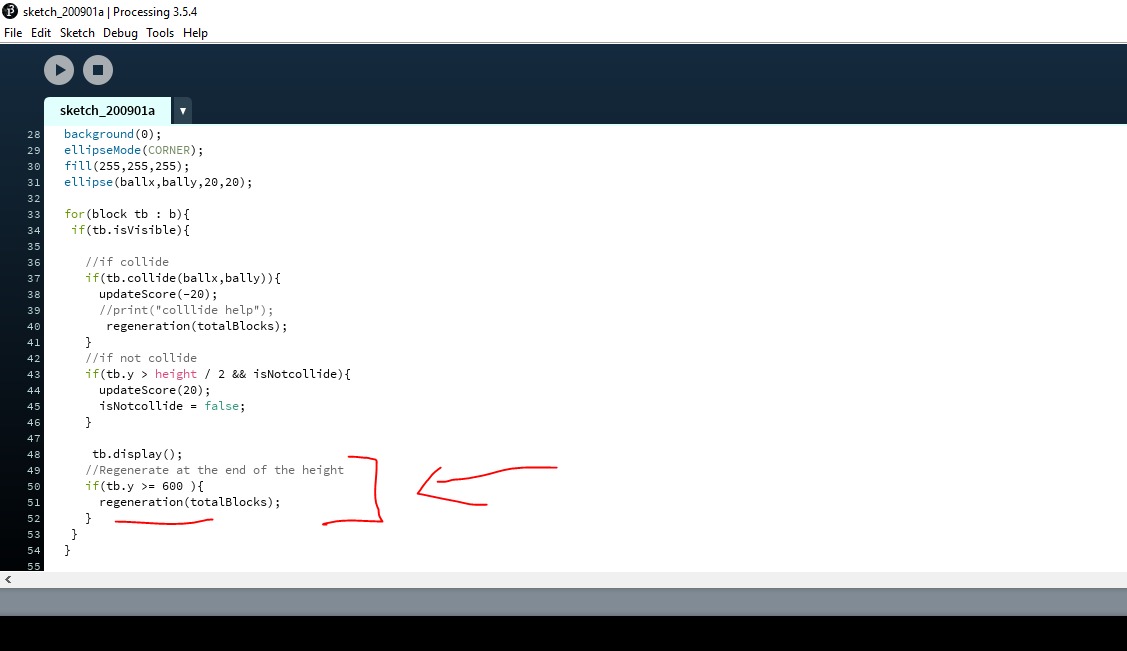 sketch_200901a | Processing 3.5.4
File Edit Sketch Debug Tools Help
sketch_200901a
28 background(0);
29 ellipseMode(CORNER);
30 fill(255,255,255);
31 ellipse(ballx,bally,20,20);
32
33 for(block tb : b){
34 if(tb.isVisible){
35
36 //if collide
37 if(tb.collide(ballx,bally)){
38 updateScore(-20);
39 //print("colllide help");
40 regeneration(totalBlocks);
41 }
42 //if not collide
43 if(tb.y > height / 2 && isNotcollide){
44 updateScore(20);
45 isNotcollide = false;
46 }
47
48 tb.display();
49 //Regenerate at the end of the height
50 if(tb.y >= 600 ){
51 regeneration(totalBlocks);
52 }
53 }
54 }
55